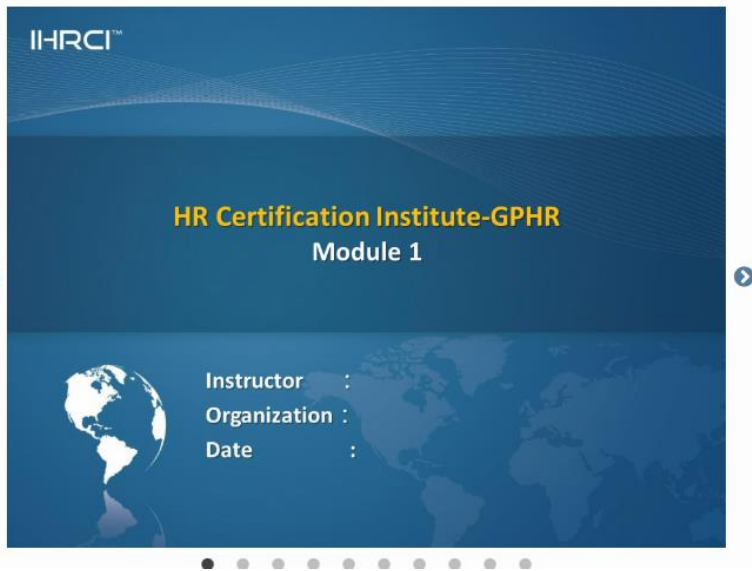 IHRCI™
HR Certification Institute-GPHR
Module 1
Instructor :
Organization :
Date :